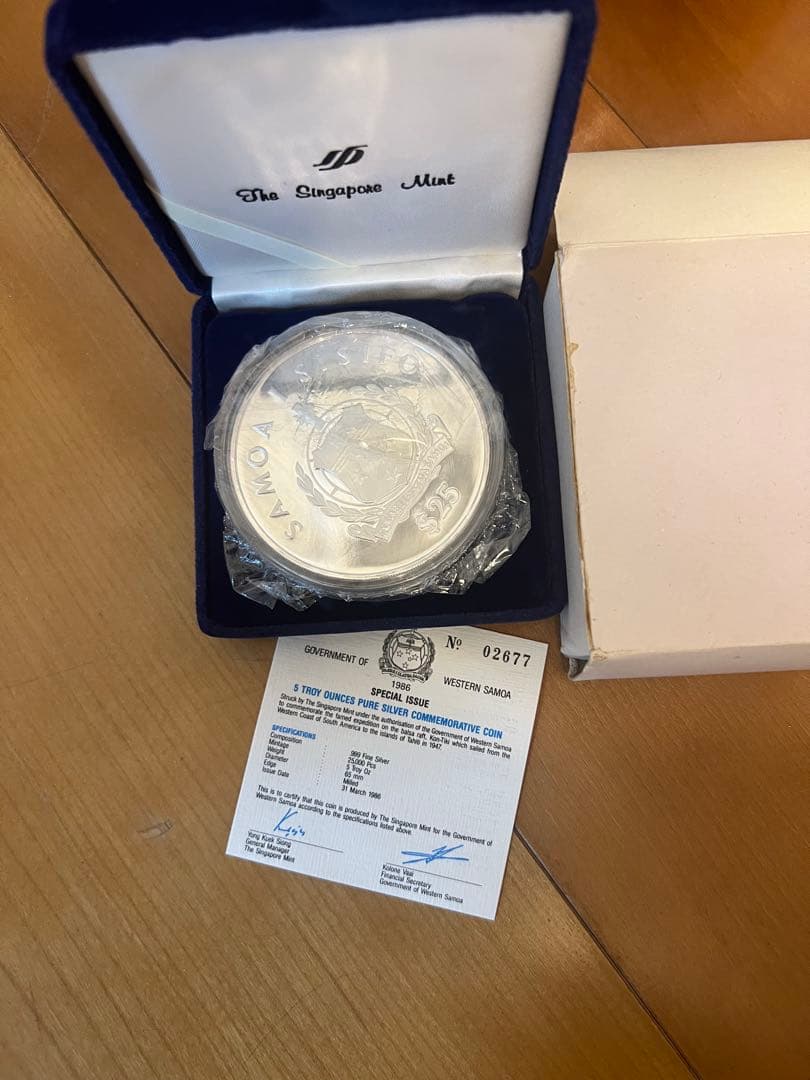 The Singapore Mint
SAMOA I SISIFO
$25
Nº 02677
GOVERNMENT OF WESTERN SAMOA
1986
SPECIAL ISSUE
5 TROY OUNCES PURE SILVER COMMEMORATIVE COIN
Struck by The Singapore Mint under the authorisation of the Government of Western Samoa
to commemorate the famed expedition on the balsa raft, Kon-Tiki which sailed from the
Western Coast of South America to the islands of Tahiti in 1947.
SPECIFICATIONS
Composition : .999 Fine Silver
Mintage : 25,000 Pcs
Weight : 5 Troy Oz
Diameter : 65 mm
Edge : Milled
Issue Date : 31 March 1986
This is to certify that this coin is produced by The Singapore Mint for the Government of
Western Samoa according to the specifications listed above.
Yong Kuek Siong
General Manager
The Singapore Mint
Kolone Vaai
Financial Secretary
Government of Western Samoa